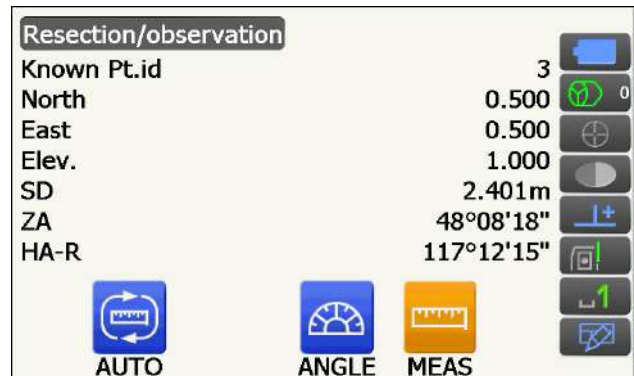 Resection/observation
Known Pt.id 3
North 0.500
East 0.500
Elev. 1.000
SD 2.401m
ZA 48°08'18"
HA-R 117°12'15"
0
1
AUTO ANGLE MEAS